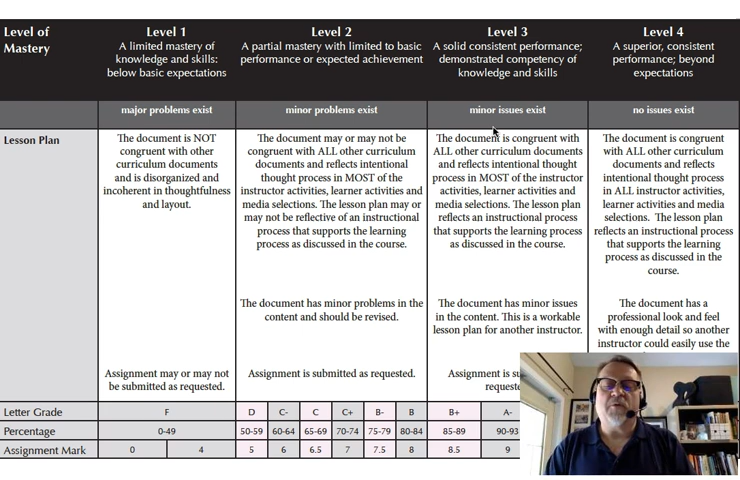 Level of
Mastery
Level 1
A limited mastery of
knowledge and skills:
below basic expectations
Level 2
A partial mastery with limited to basic
performance or expected achievement
Level 3
A solid consistent performance;
demonstrated competency of
knowledge and skills
Level 4
A superior, consistent
performance; beyond
expectations
major problems exist
minor problems exist
minor issues exist
no issues exist
Lesson Plan
The document is NOT
congruent with other
curriculum documents
and is disorganized and
incoherent in thoughtfulness
and layout.
Assignment may or may not
be submitted as requested.
The document may or may not be
congruent with ALL other curriculum
documents and reflects intentional
thought process in MOST of the
instructor activities, learner activities and
media selections. The lesson plan may or
may not be reflective of an instructional
process that supports the learning
process as discussed in the course.
The document has minor problems in the
content and should be revised.
Assignment is submitted as requested.
The document is congruent with
ALL other curriculum documents
and reflects intentional thought
process in MOST of the instructor
activities, learner activities and
media selections. The lesson plan
reflects an instructional process
that supports the learning process
as discussed in the course.
The document has minor issues
in the content. This is a workable
lesson plan for another instructor.
Assignment is
The document is congruent
with ALL other curriculum
documents and reflects
intentional thought process
in ALL instructor activities,
learner activities and media
selections. The lesson plan
reflects an instructional process
that supports the learning
process as discussed in the
course.
The document has a
professional look and feel
with enough detail so another
instructor could easily use the
Letter Grade F D C- C C+ B- B B+ A-
Percentage 0-49 50-59 60-64 65-69 70-74 75-79 80-84 85-89 90-93
Assignment Mark 0 4 5 6 6.5 7 7.5 8 8.5 9